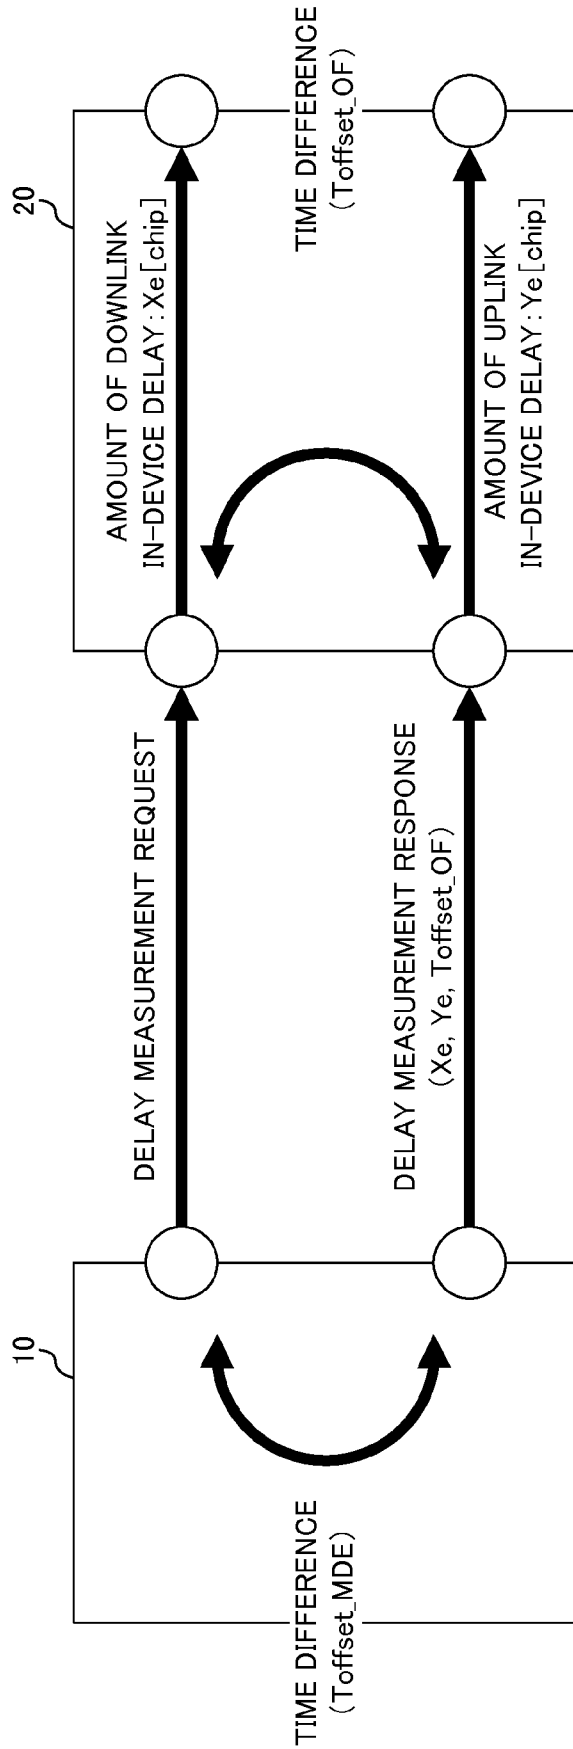 10
20
TIME DIFFERENCE
(Toffset_MDE)
DELAY MEASUREMENT REQUEST
DELAY MEASUREMENT RESPONSE
(Xe, Ye, Toffset_OF)
AMOUNT OF DOWNLINK
IN-DEVICE DELAY:Xe[chip]
AMOUNT OF UPLINK
IN-DEVICE DELAY:Ye[chip]
TIME DIFFERENCE
(Toffset_OF)